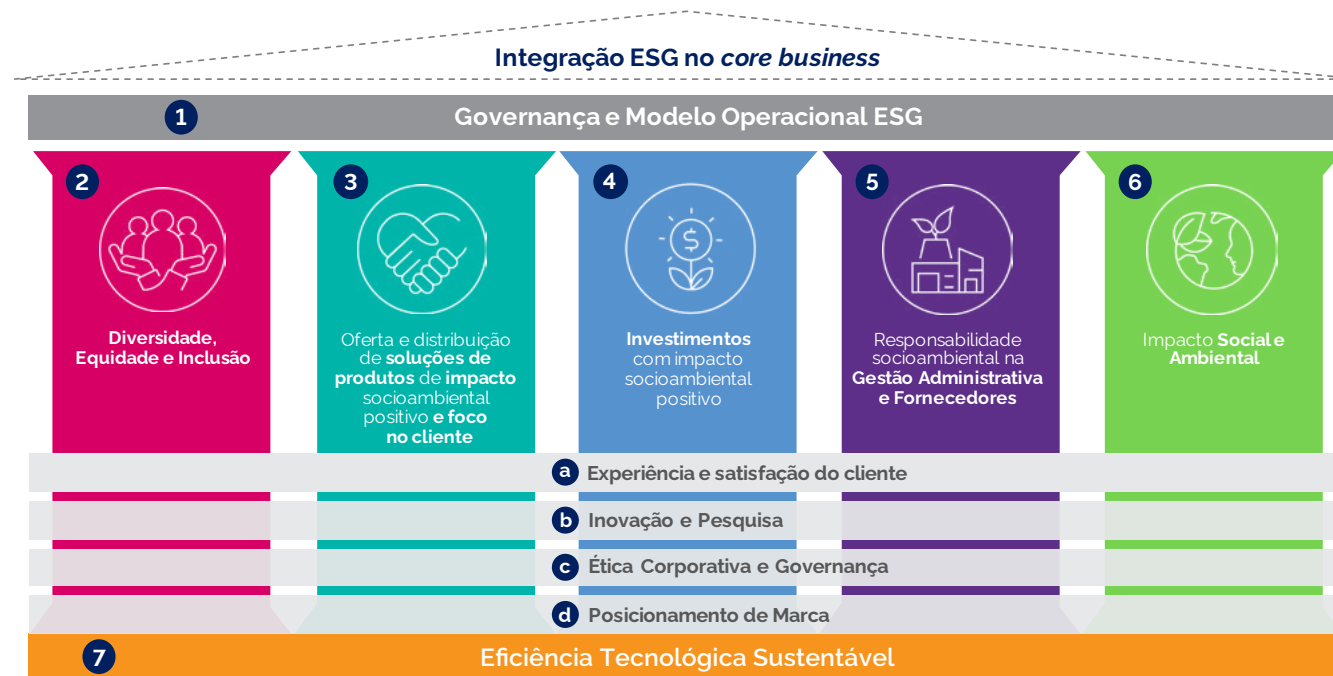 Integração ESG no core business
1
Governança e Modelo Operacional ESG
2
Diversidade,
Equidade e Inclusão
3
Oferta e distribuição
de soluções de
produtos de impacto
socioambiental
positivo e foco
no cliente
4
$
Investimentos
com impacto
socioambiental
positivo
5
Responsabilidade
socioambiental na
Gestão Administrativa
e Fornecedores
6
Impacto Social e
Ambiental
a Experiência e satisfação do cliente
b Inovação e Pesquisa
c Ética Corporativa e Governança
d Posicionamento de Marca
7
Eficiência Tecnológica Sustentável